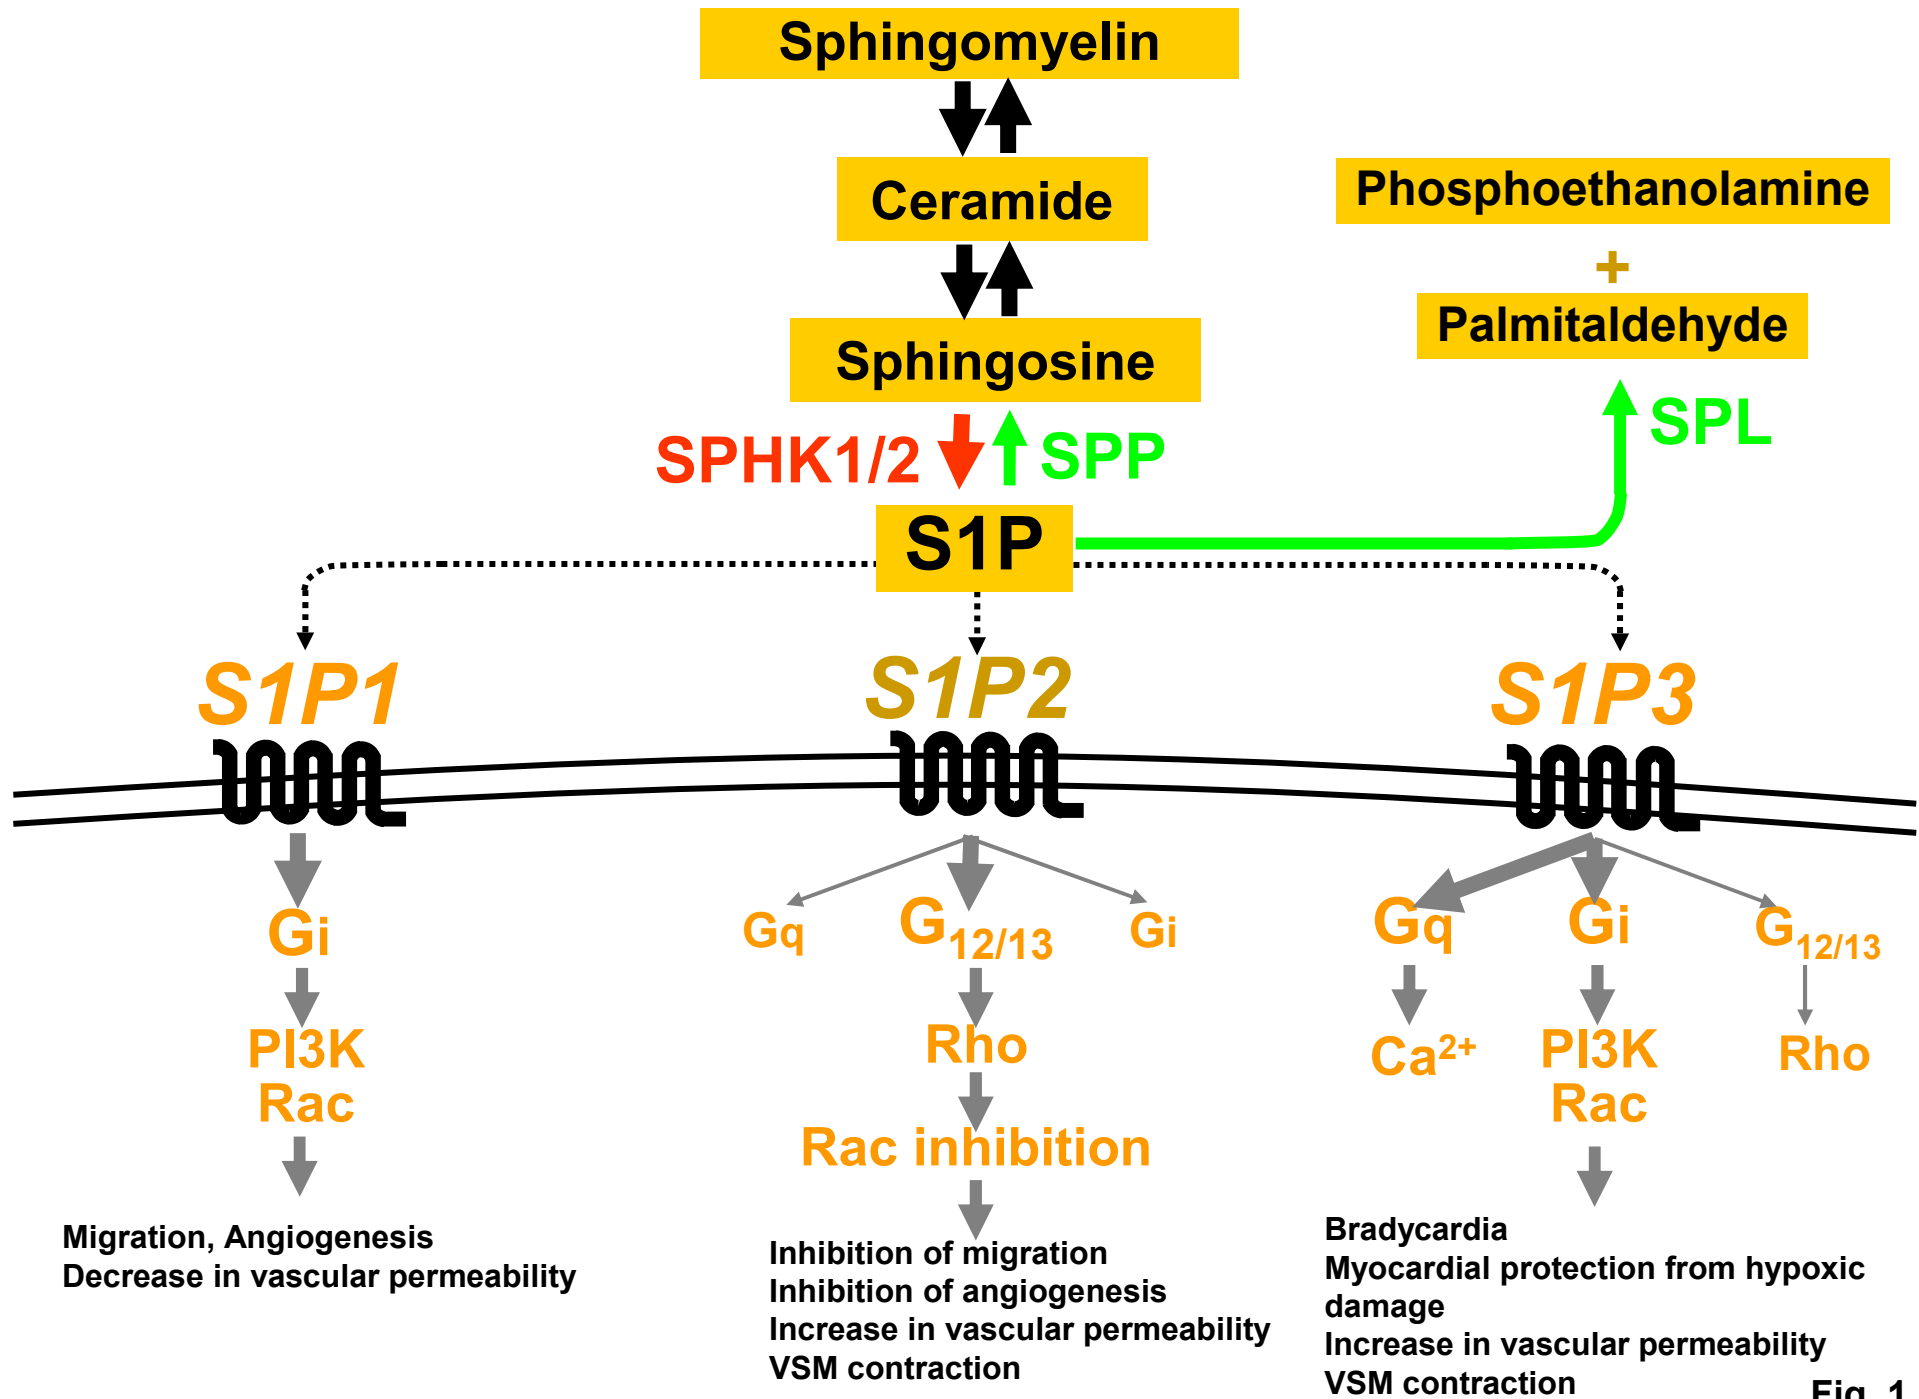 Sphingomyelin
Ceramide
Phosphoethanolamine
+
Palmitaldehyde
Sphingosine
SPHK1/2
SPP
SPL
S1P
S1P1
S1P2
S1P3
Gi
Gq
G12/13
Gi
Gq
Gi
G12/13
PI3K
Rac
Rho
Rac inhibition
Ca2+
PI3K
Rac
Rho
Migration, Angiogenesis
Decrease in vascular permeability
Inhibition of migration
Inhibition of angiogenesis
Increase in vascular permeability
VSM contraction
Bradycardia
Myocardial protection from hypoxic
damage
Increase in vascular permeability
VSM contraction
Fig. 1